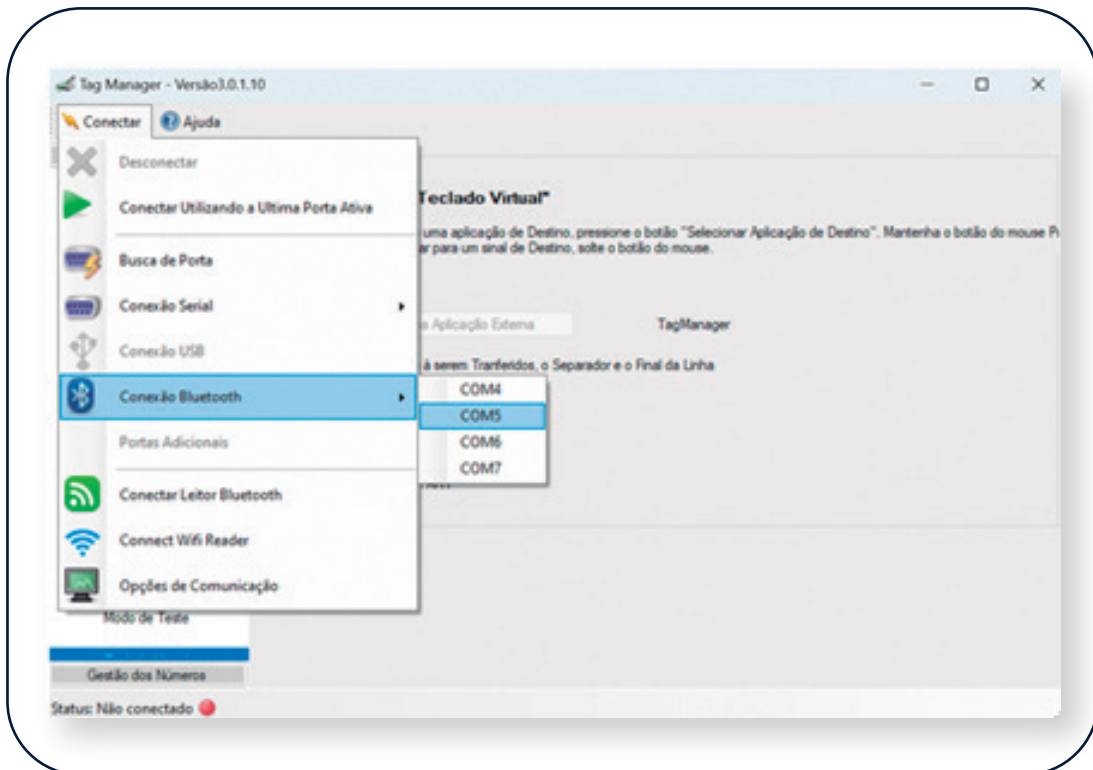 Tag Manager - Versão3.0.1.10
Conectar Ajuda
Desconectar
Conectar Utilizando a Ultima Porta Ativa
Teclado Virtual"
uma aplicação de Destino, pressione o botão "Selecionar Aplicação de Destino". Mantenha o botão do mouse
ar para um sinal de Destino, solte o botão do mouse.
Busca de Porta
Conexão Serial
a Aplicação Externa TagManager
Conexão USB
à serem Tranferidos, o Separador e o Final da Linha
Conexão Bluetooth
COM4
COM5
COM6
COM7
Portas Adicionais
Conectar Leitor Bluetooth
Connect Wifi Reader
Opções de Comunicação
Modo de Teste
Gestão dos Números
Status: Não conectado